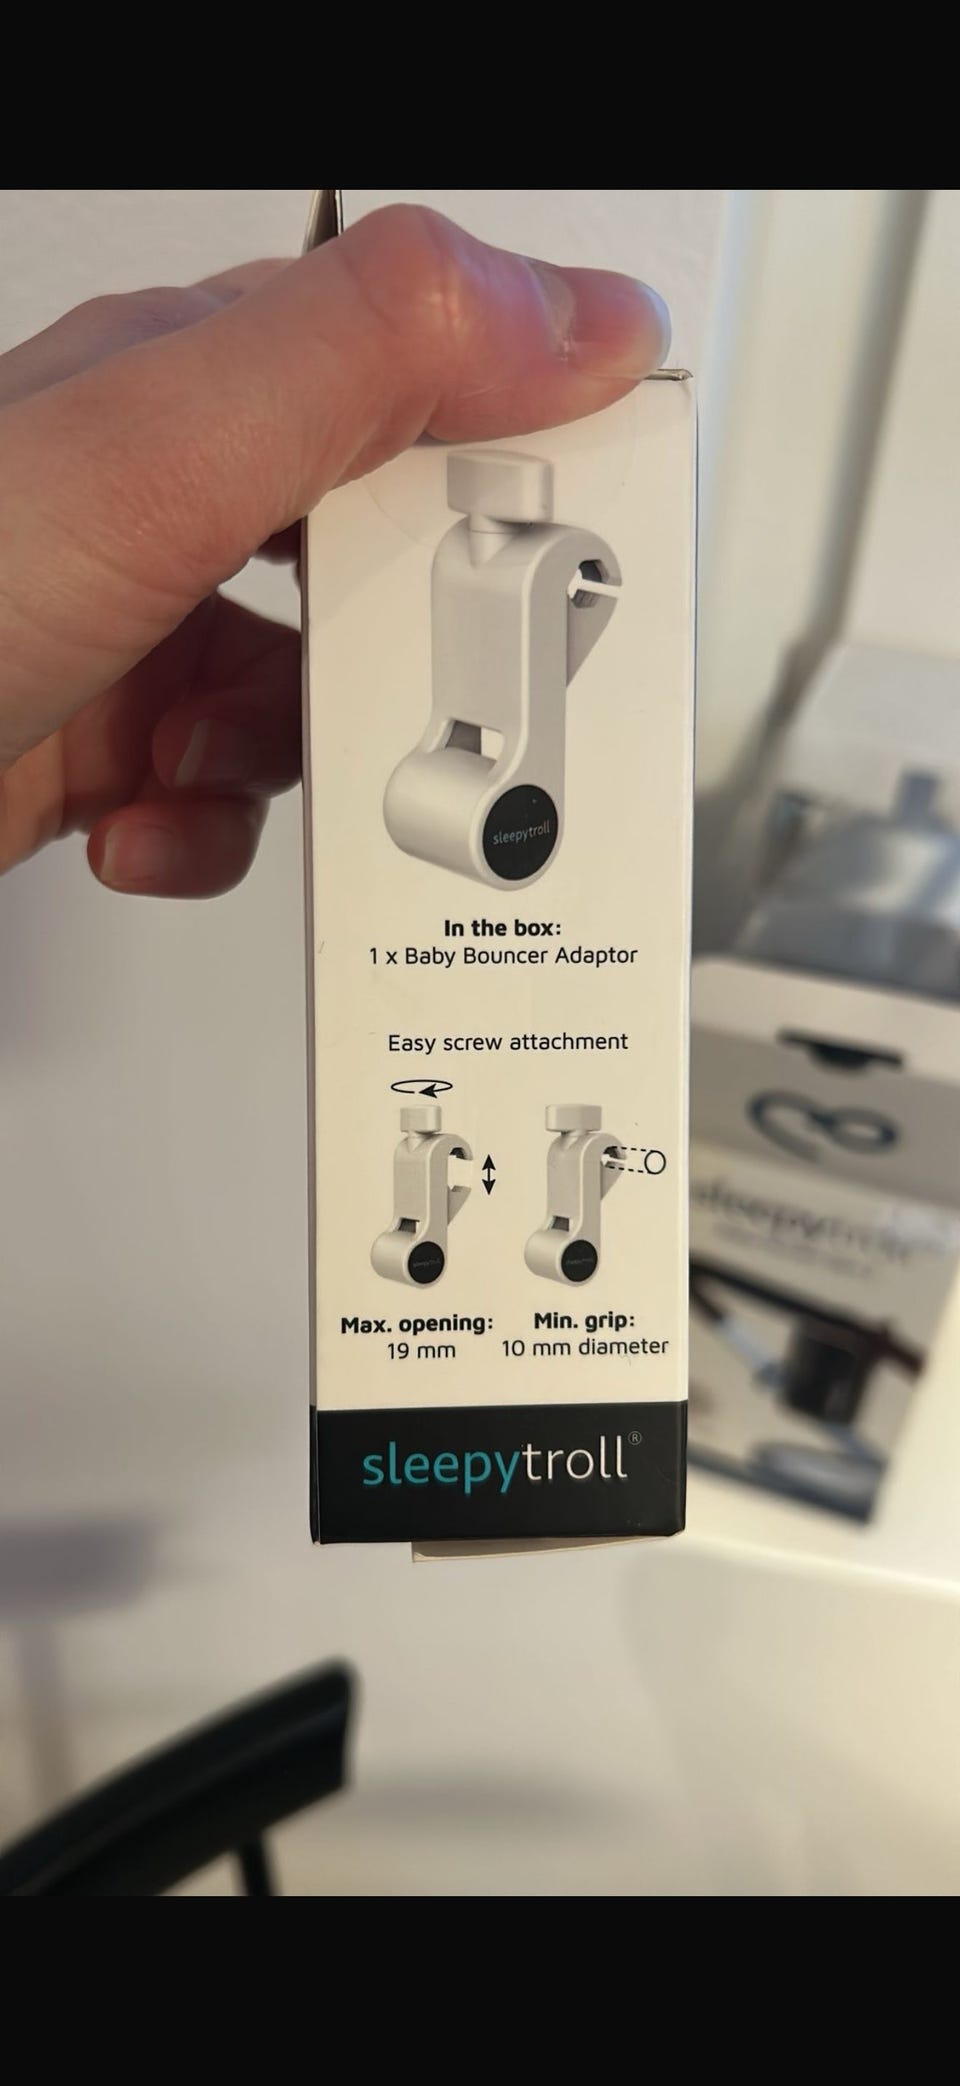 sleepytroll
In the box:
1 x Baby Bouncer Adaptor
Easy screw attachment
Max. opening:
19 mm
Min. grip:
10 mm diameter
sleepytroll®
sleepytroll